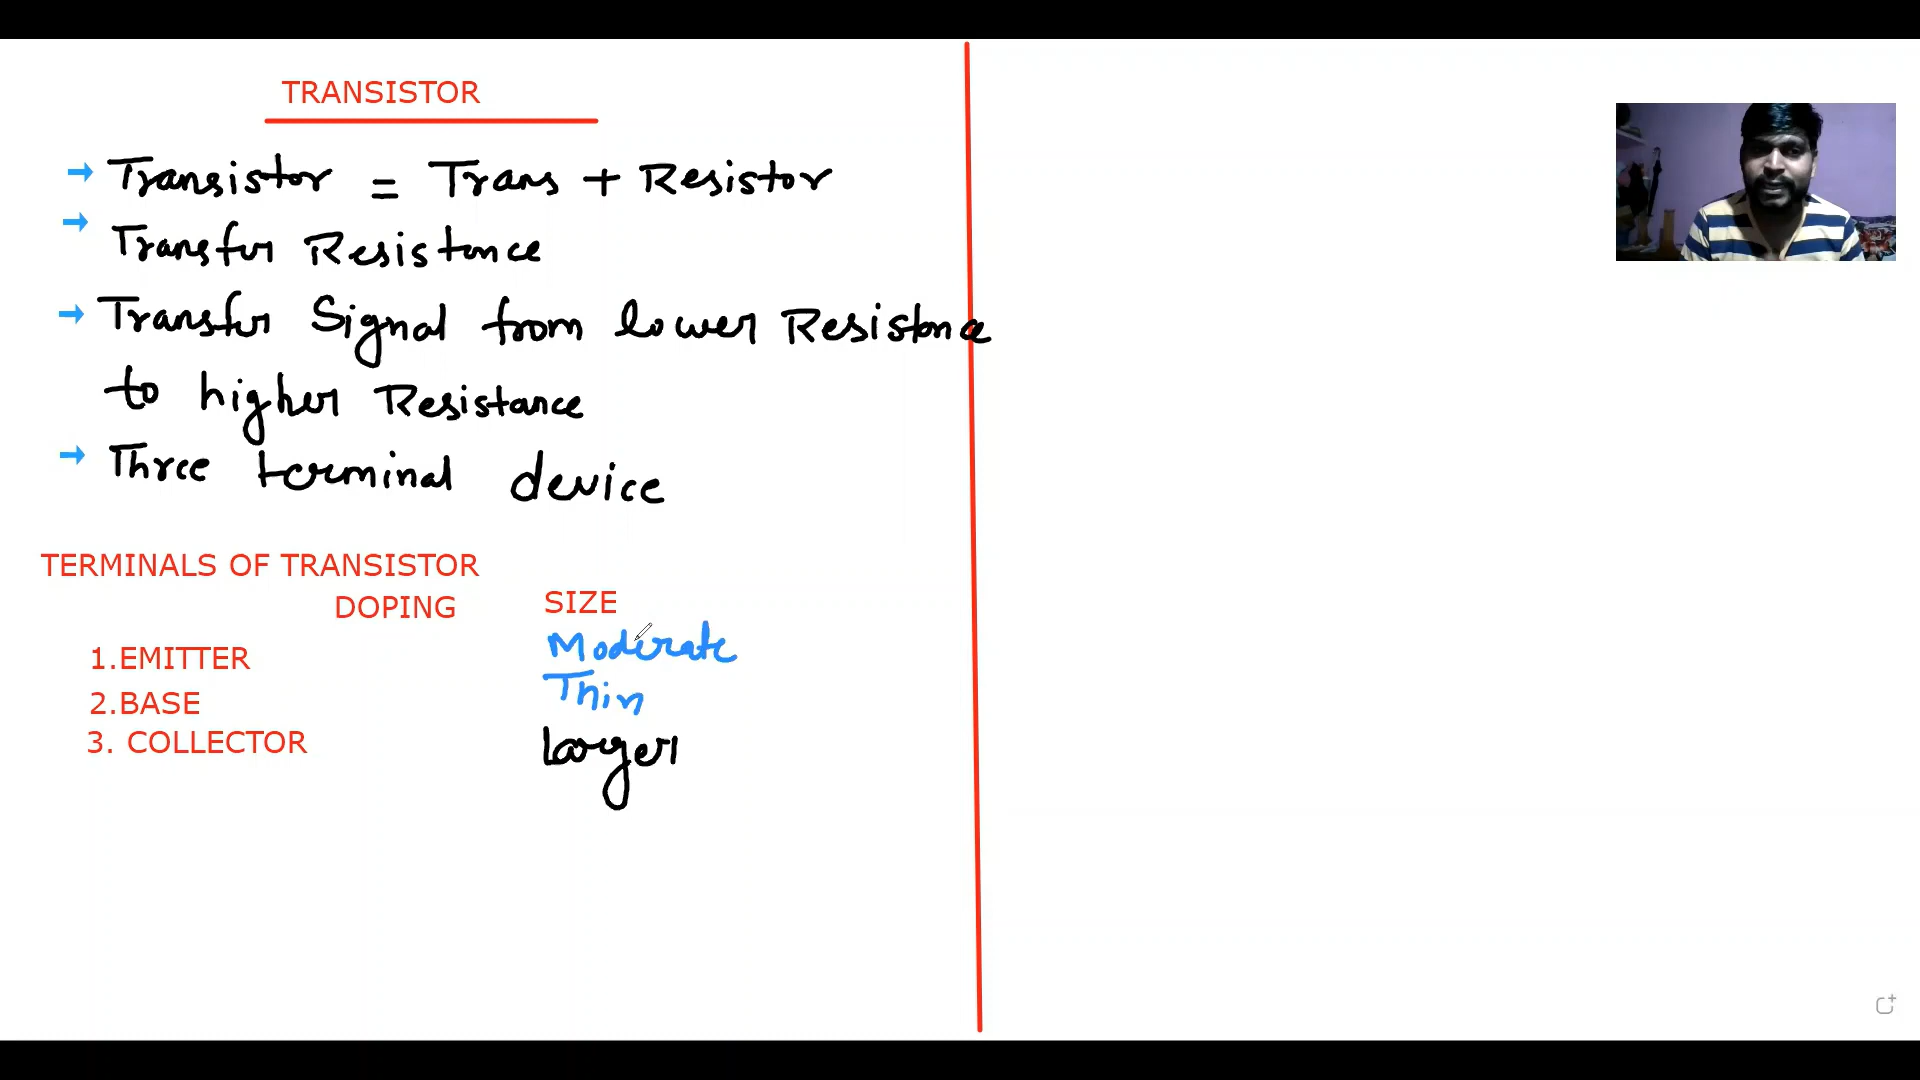 TRANSISTOR
Transistor = Trans + Resistor
Transfer Resistance
Transfer Signal from lower Resistance
to higher Resistance
Three terminal device
TERMINALS OF TRANSISTOR
DOPING SIZE
1.EMITTER Moderate
2.BASE Thin
3. COLLECTOR larger